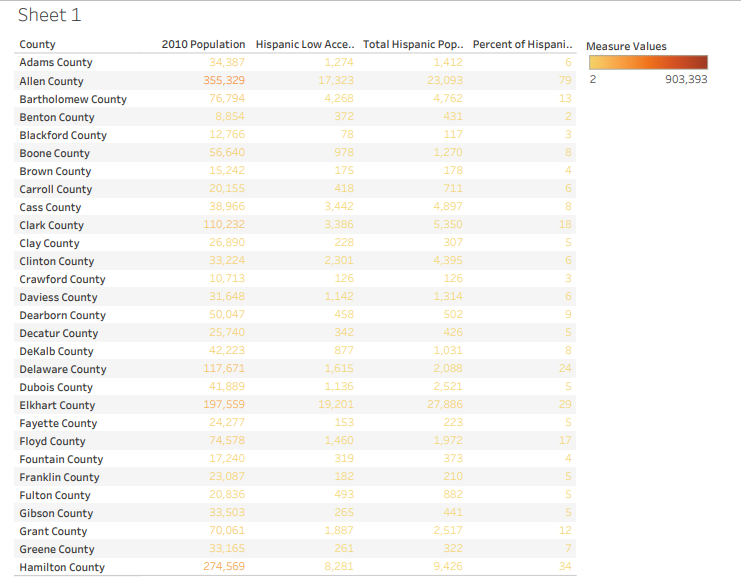 Sheet 1
County 2010 Population Hispanic Low Acce.. Total Hispanic Pop.. Percent of Hispani.. Measure Values
Adams County 34,387 1,274 1,412 6
Allen County 355,329 17,323 23,093 79
2 903,393
Bartholomew County 76,794 4,268 4,762 13
Benton County 8,854 372 431 2
Blackford County 12,766 78 117 3
Boone County 56,640 978 1,270 8
Brown County 15,242 175 178 4
Carroll County 20,155 418 711 6
Cass County 38,966 3,442 4,897 8
Clark County 110,232 3,386 5,350 18
Clay County 26,890 228 307 5
Clinton County 33,224 2,301 4,395 6
Crawford County 10,713 126 126 3
Daviess County 31,648 1,142 1,314 6
Dearborn County 50,047 458 502 9
Decatur County 25,740 342 426 5
DeKalb County 42,223 877 1,031 8
Delaware County 117,671 1,615 2,088 24
Dubois County 41,889 1,136 2,521 5
Elkhart County 197,559 19,201 27,886 29
Fayette County 24,277 153 223 5
Floyd County 74,578 1,460 1,972 17
Fountain County 17,240 319 373 4
Franklin County 23,087 182 210 5
Fulton County 20,836 493 882 5
Gibson County 33,503 265 441 5
Grant County 70,061 1,887 2,517 12
Greene County 33,165 261 322 7
Hamilton County 274,569 8,281 9,426 34